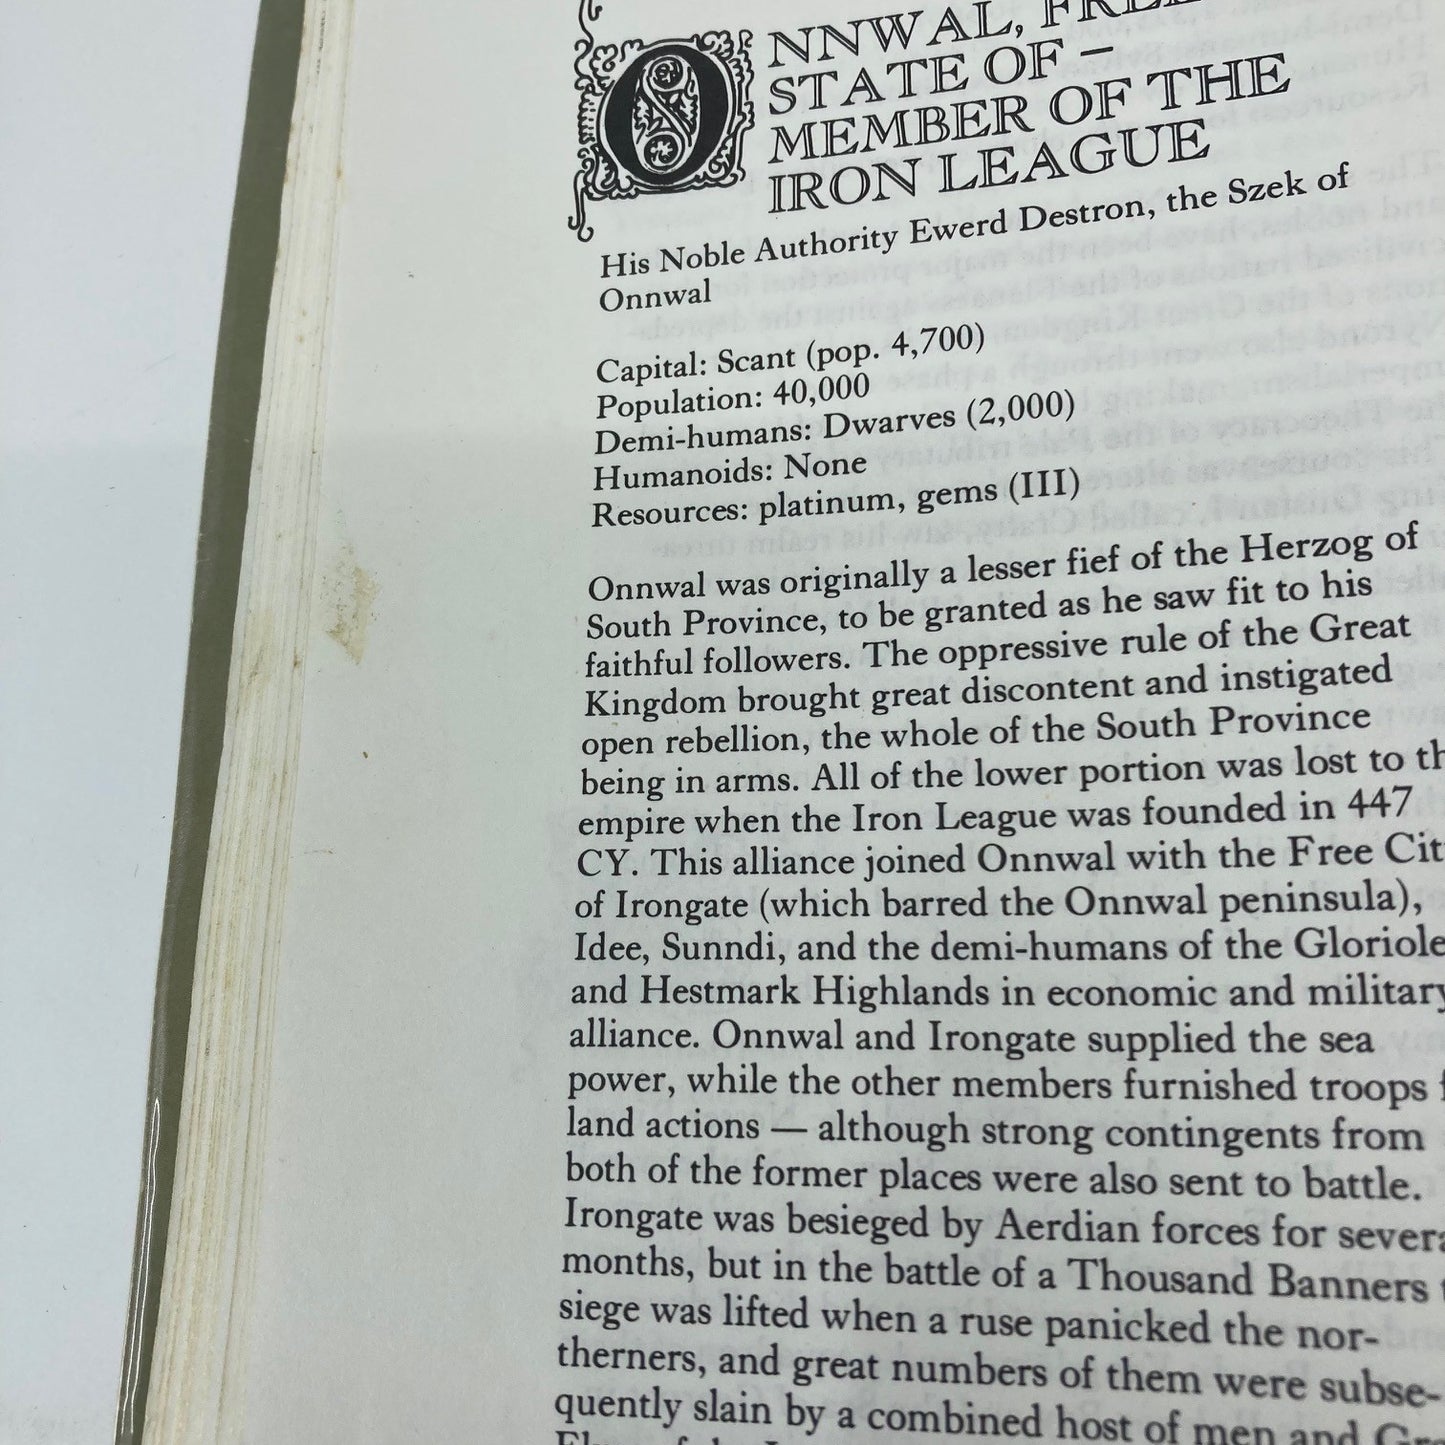 ONNWAL,
STATE OF –
MEMBER OF THE
IRON LEAGUE
His Noble Authority Ewerd Destron, the Szek of
Onnwal
Capital: Scant (pop. 4,700)
Population: 40,000
Demi-humans: Dwarves (2,000)
Humanoids: None
Resources: platinum, gems (III)
Onnwal was originally a lesser fief of the Herzog of
South Province, to be granted as he saw fit to his
faithful followers. The oppressive rule of the Great
Kingdom brought great discontent and instigated
open rebellion, the whole of the South Province
being in arms. All of the lower portion was lost to
empire when the Iron League was founded in 447
CY. This alliance joined Onnwal with the Free
of Irongate (which barred the Onnwal peninsula),
Idee, Sunndi, and the demi-humans of the Gloriole
and Hestmark Highlands in economic and military
alliance. Onnwal and Irongate supplied the sea
power, while the other members furnished troops
land actions — although strong contingents from
both of the former places were also sent to battle.
Irongate was besieged by Aerdian forces for
months, but in the battle of a Thousand Banners
siege was lifted when a ruse panicked the nor-
therners, and great numbers of them were subse-
quently slain by a combined host of men and